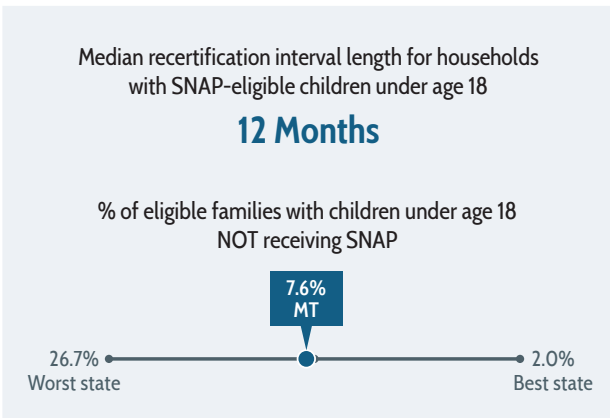 Median recertification interval length for households
with SNAP-eligible children under age 18
12 Months
% of eligible families with children under age 18
NOT receiving SNAP
7.6%
MT
26.7%
Worst state
2.0%
Best state